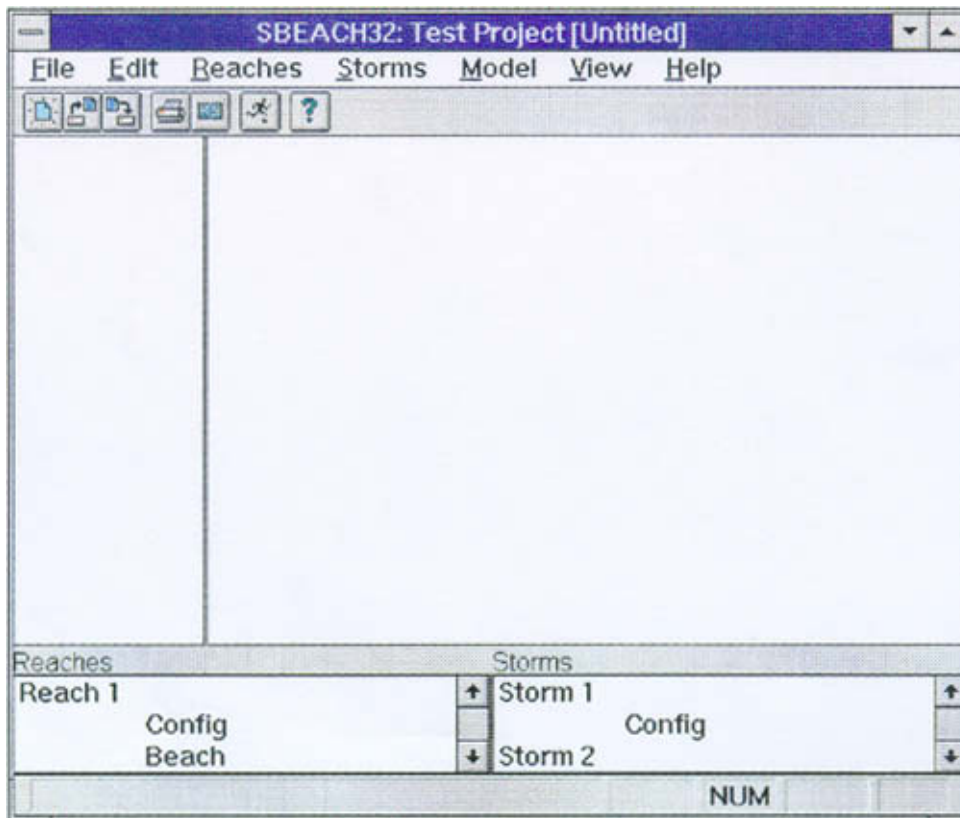 SBEACH32: Test Project [Untitled]
File Edit Reaches Storms Model View Help
?
Reaches Storms
Reach 1 Storm 1
Config Config
Beach Storm 2
NUM